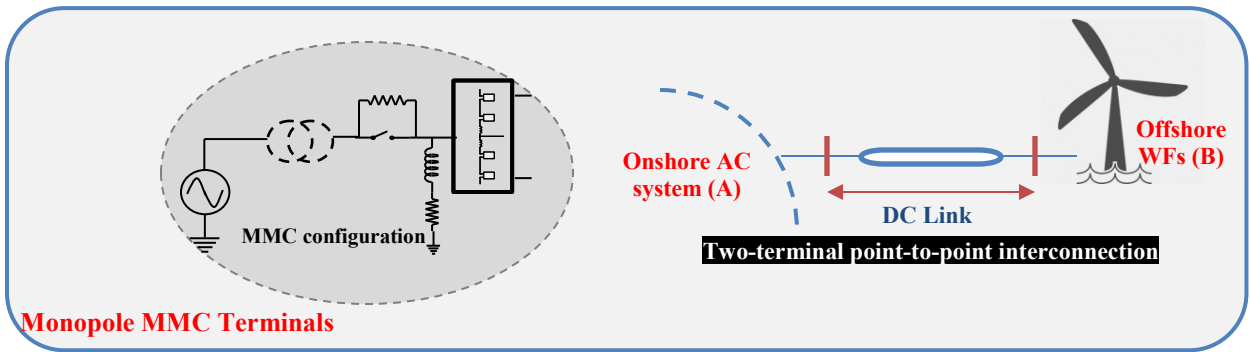 MMC configuration
Monopole MMC Terminals
Onshore AC
system (A)
Offshore
WFs (B)
DC Link
Two-terminal point-to-point interconnection